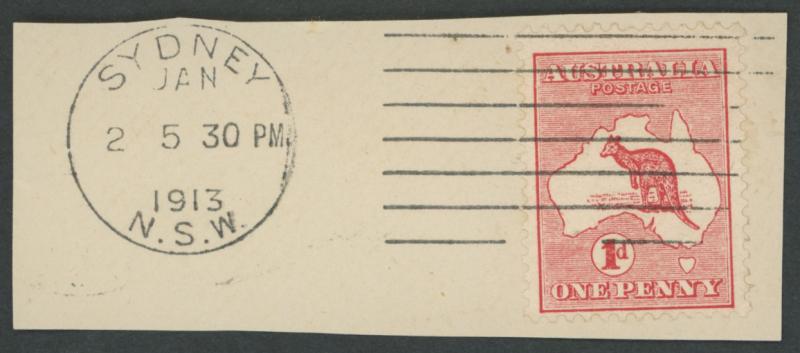 SYDNEY
JAN
2 5 30 PM.
1913
N.S.W.
AUSTRALIA
POSTAGE
1d
ONE PENNY